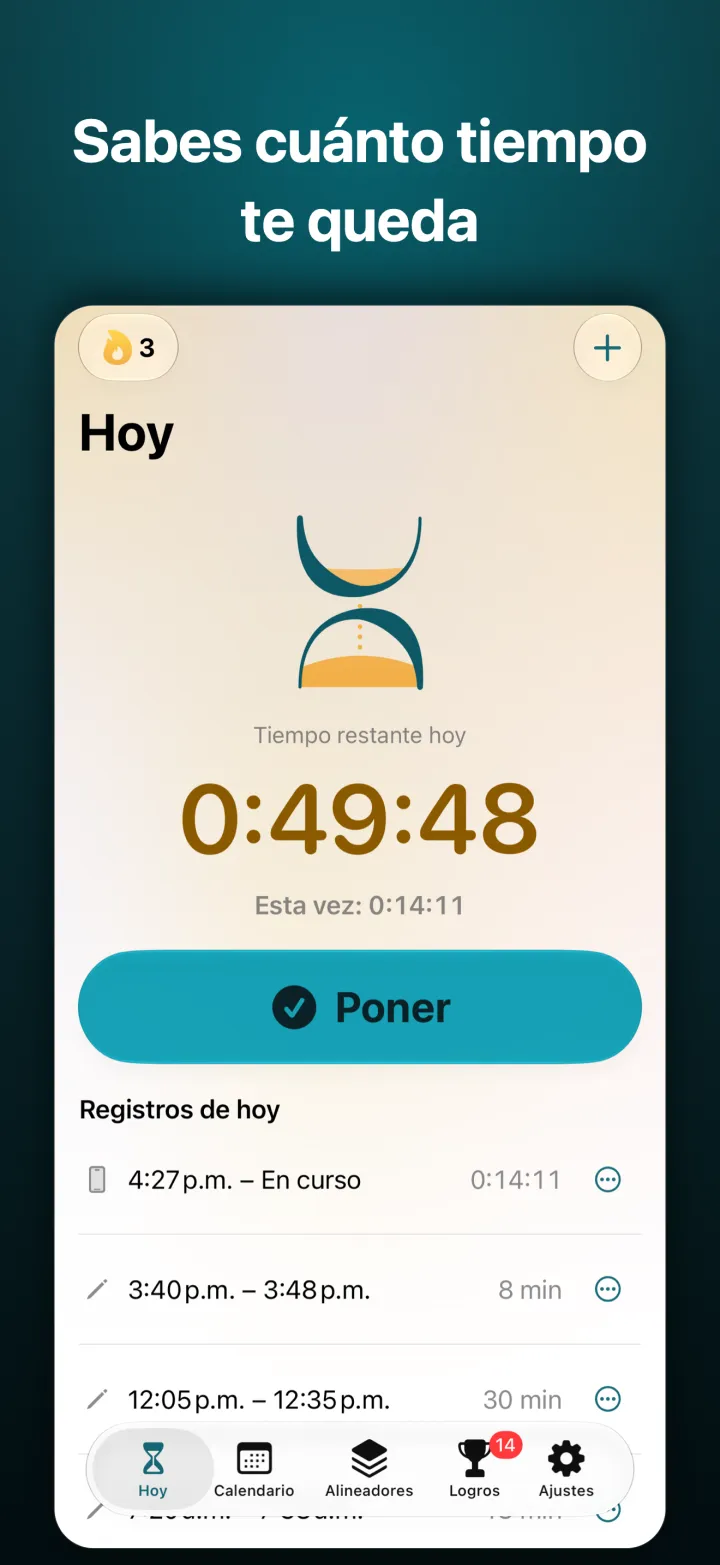 Sabes cuánto tiempo
te queda
3
Hoy
Tiempo restante hoy
0:49:48
Esta vez: 0:14:11
Poner
Registros de hoy
4:27 p.m. – En curso
0:14:11
3:40 p.m. – 3:48 p.m.
8 min
12:05 p.m. – 12:35 p.m.
30 min
14
Hoy
Calendario
Alineadores
Logros
Ajustes